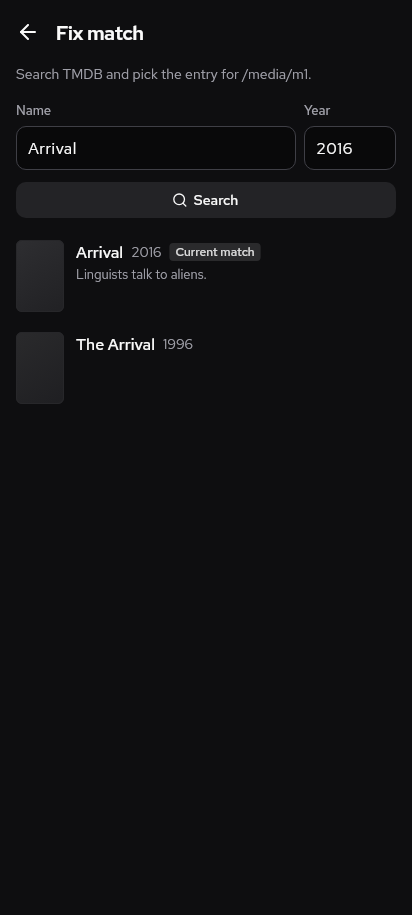 Fix match
Search TMDB and pick the entry for /media/m1.
Name Year
Arrival 2016
Search
Arrival 2016 Current match
Linguists talk to aliens.
The Arrival 1996